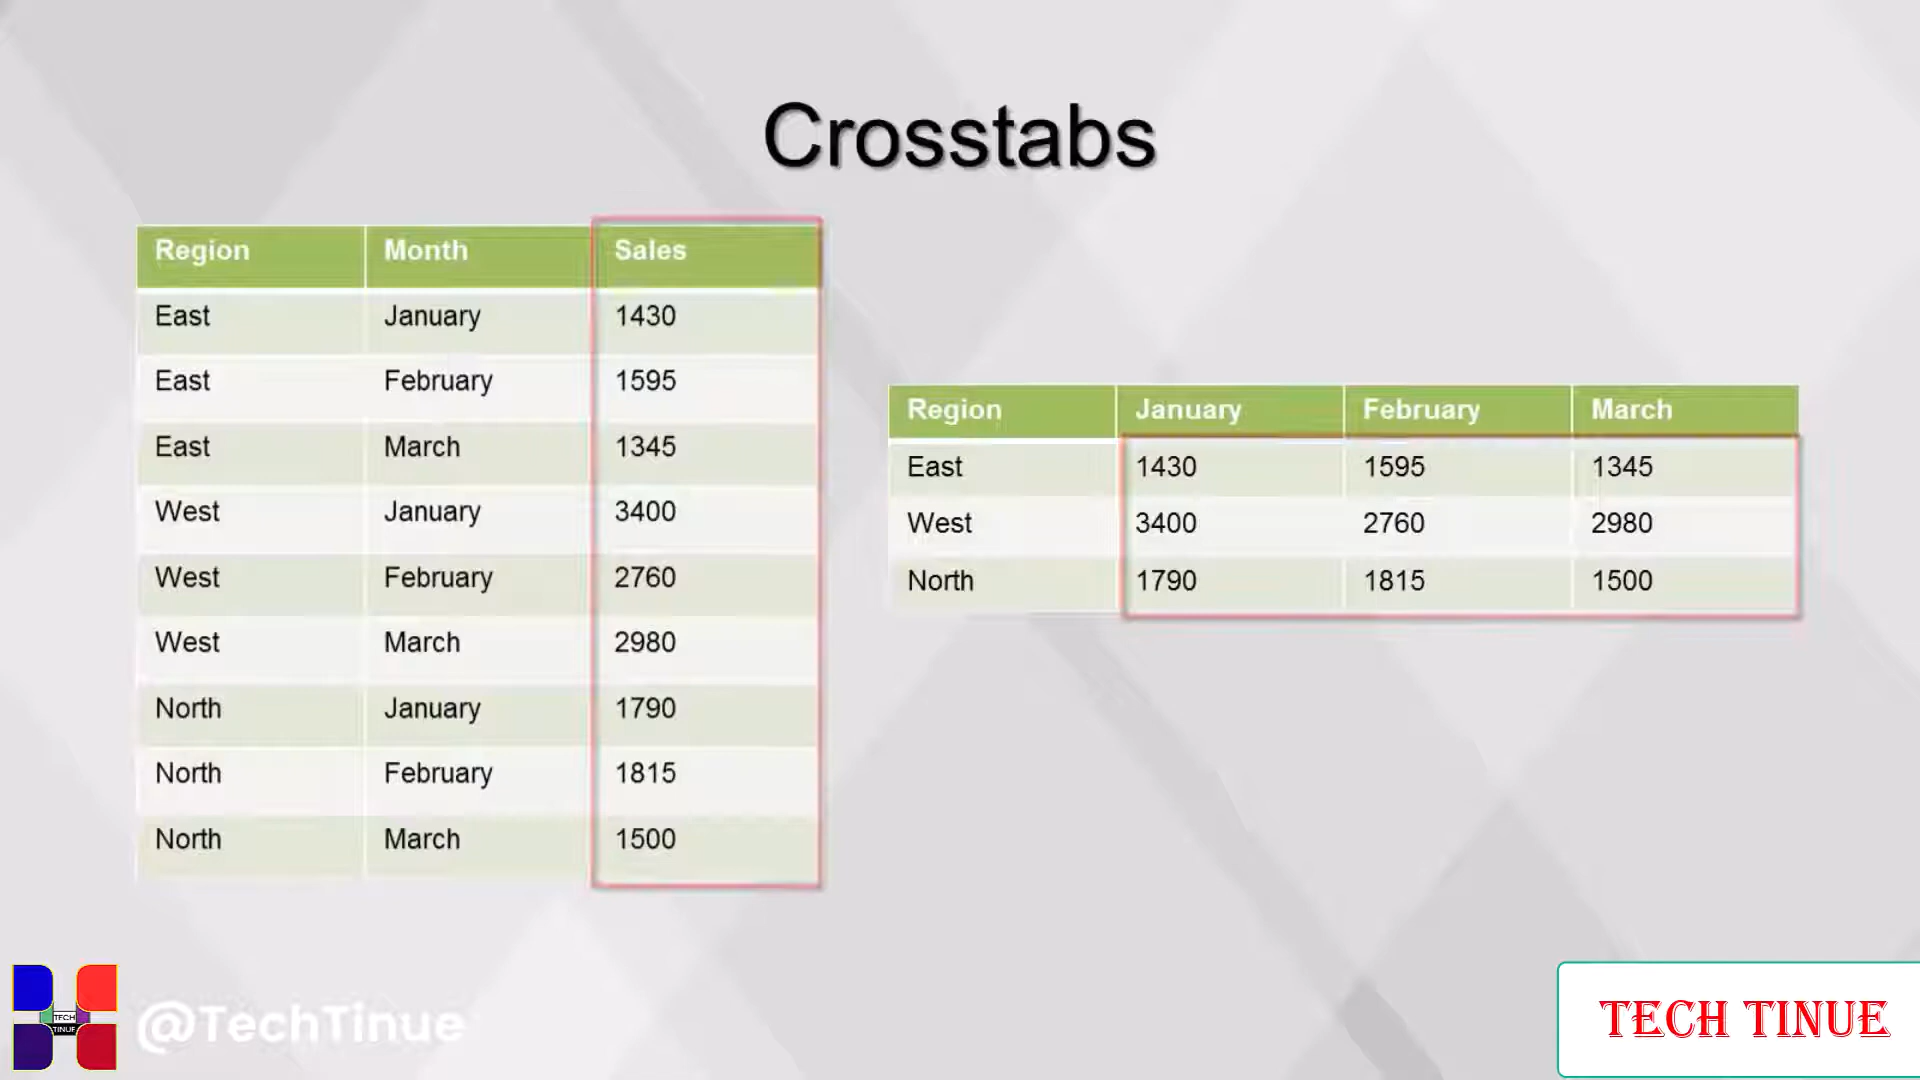 Crosstabs
Region Month Sales
East January 1430
East February 1595
East March 1345
West January 3400
West February 2760
West March 2980
North January 1790
North February 1815
North March 1500
Region January February March
East 1430 1595 1345
West 3400 2760 2980
North 1790 1815 1500
TECH
TINUE
@TechTinue
TECH TINUE